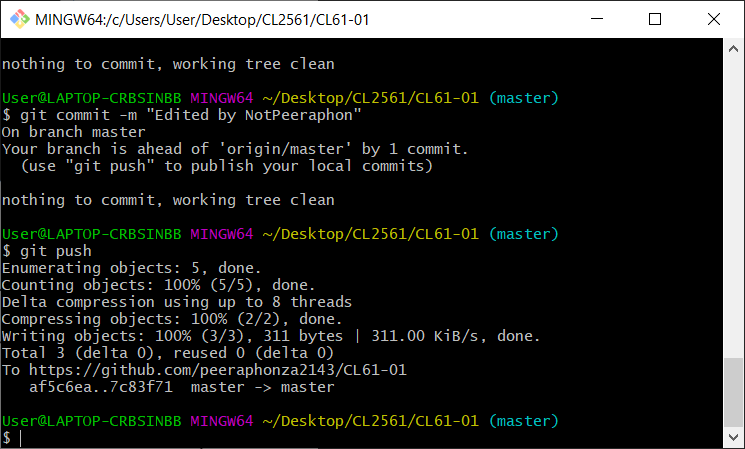 MINGW64:/c/Users/User/Desktop/CL2561/CL61-01
nothing to commit, working tree clean
User@LAPTOP-CRBSINBB MINGW64 ~/Desktop/CL2561/CL61-01 (master)
$ git commit -m "Edited by NotPeeraphon"
On branch master
Your branch is ahead of 'origin/master' by 1 commit.
(use "git push" to publish your local commits)
nothing to commit, working tree clean
User@LAPTOP-CRBSINBB MINGW64 ~/Desktop/CL2561/CL61-01 (master)
$ git push
Enumerating objects: 5, done.
Counting objects: 100% (5/5), done.
Delta compression using up to 8 threads
Compressing objects: 100% (2/2), done.
Writing objects: 100% (3/3), 311 bytes | 311.00 KiB/s, done.
Total 3 (delta 0), reused 0 (delta 0)
To https://github.com/peeraphonza2143/CL61-01
af5c6ea..7c83f71  master -> master
User@LAPTOP-CRBSINBB MINGW64 ~/Desktop/CL2561/CL61-01 (master)
$